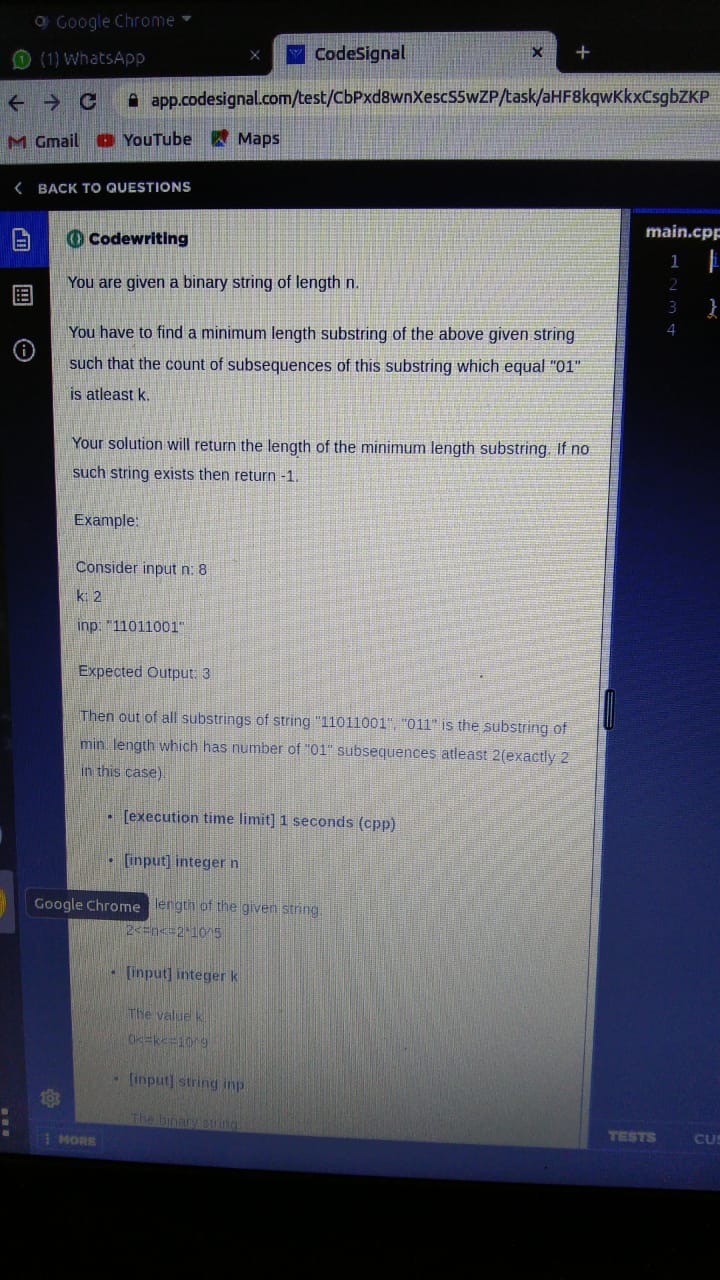 Google Chrome
(1) WhatsApp
CodeSignal
app.codesignal.com/test/CbPxd8wnXescS5wZP/task/aHF8kqwKkxCsgbZKP
Gmail YouTube Maps
BACK TO QUESTIONS
Codewriting
You are given a binary string of length n.
You have to find a minimum length substring of the above given string
such that the count of subsequences of this substring which equal "01"
is atleast k.
Your solution will return the length of the minimum length substring. If no
such string exists then return -1.
Example:
Consider input n: 8
k: 2
inp: "11011001"
Expected Output: 3
Then out of all substrings of string "11011001", "011" is the substring of
min. length which has number of "01" subsequences atleast 2(exactly 2
in this case).
• [execution time limit] 1 seconds (cpp)
• [input] integer n
length of the given string.
2<=n<=2*10^5
• [input] integer k
The value k.
0<=k<=10^9
• [input] string inp
The binary string
Google Chrome
MORE
main.cpp
1
2
3 }
4
TESTS